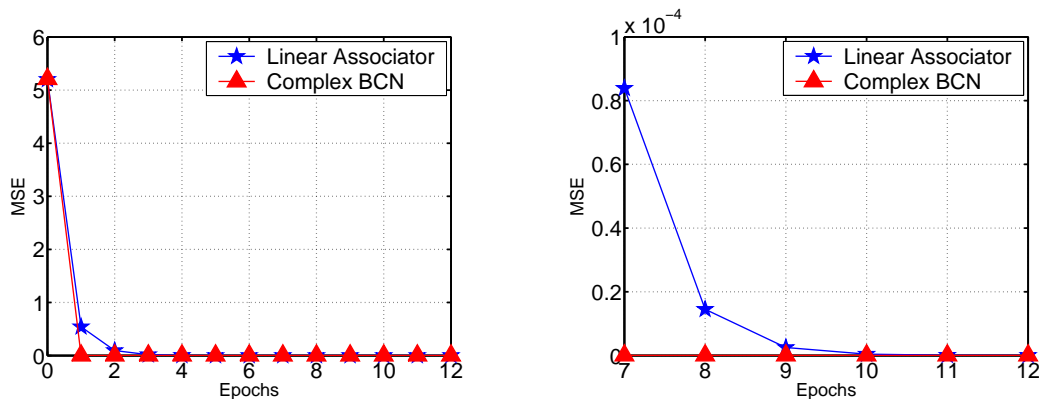 6
5
4
3
2
1
0
0 2 4 6 8 10 12
MSE
Epochs
Linear Associator
Complex BCN
x 10⁻⁴
1
0.8
0.6
0.4
0.2
0
7 8 9 10 11 12
MSE
Epochs
Linear Associator
Complex BCN